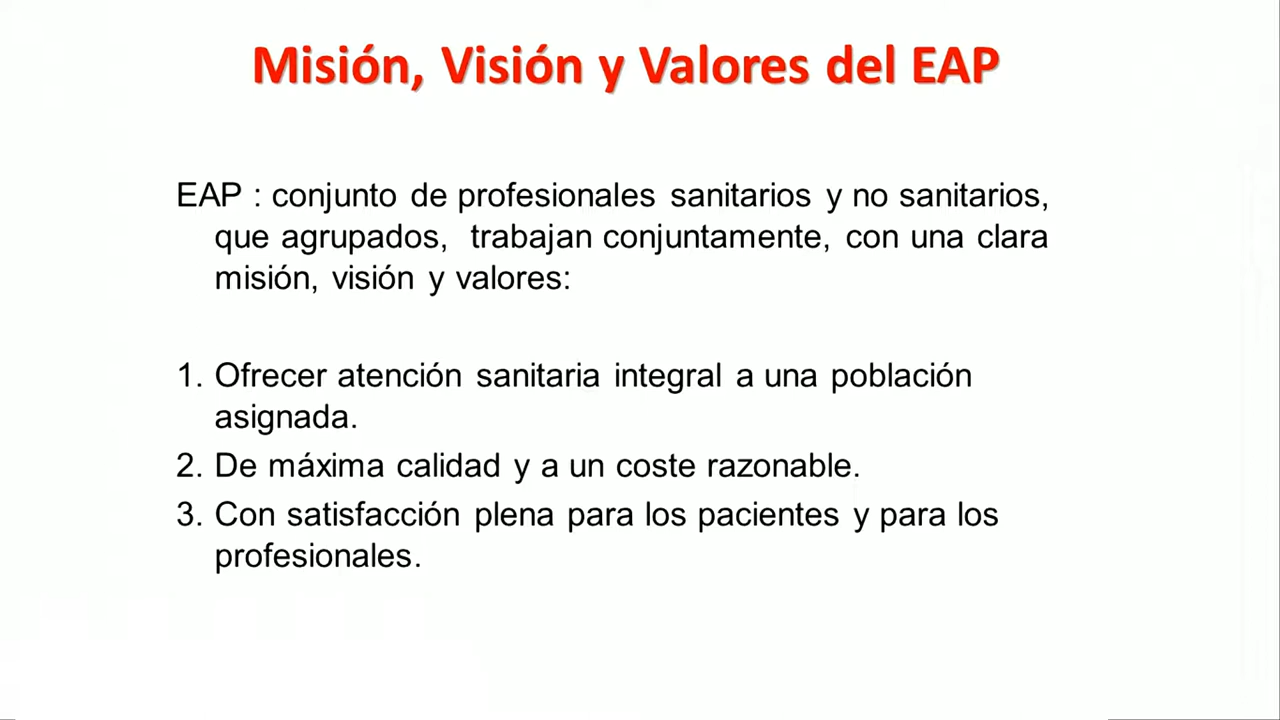 Misión, Visión y Valores del EAP
EAP : conjunto de profesionales sanitarios y no sanitarios,
que agrupados, trabajan conjuntamente, con una clara
misión, visión y valores:
1. Ofrecer atención sanitaria integral a una población
asignada.
2. De máxima calidad y a un coste razonable.
3. Con satisfacción plena para los pacientes y para los
profesionales.